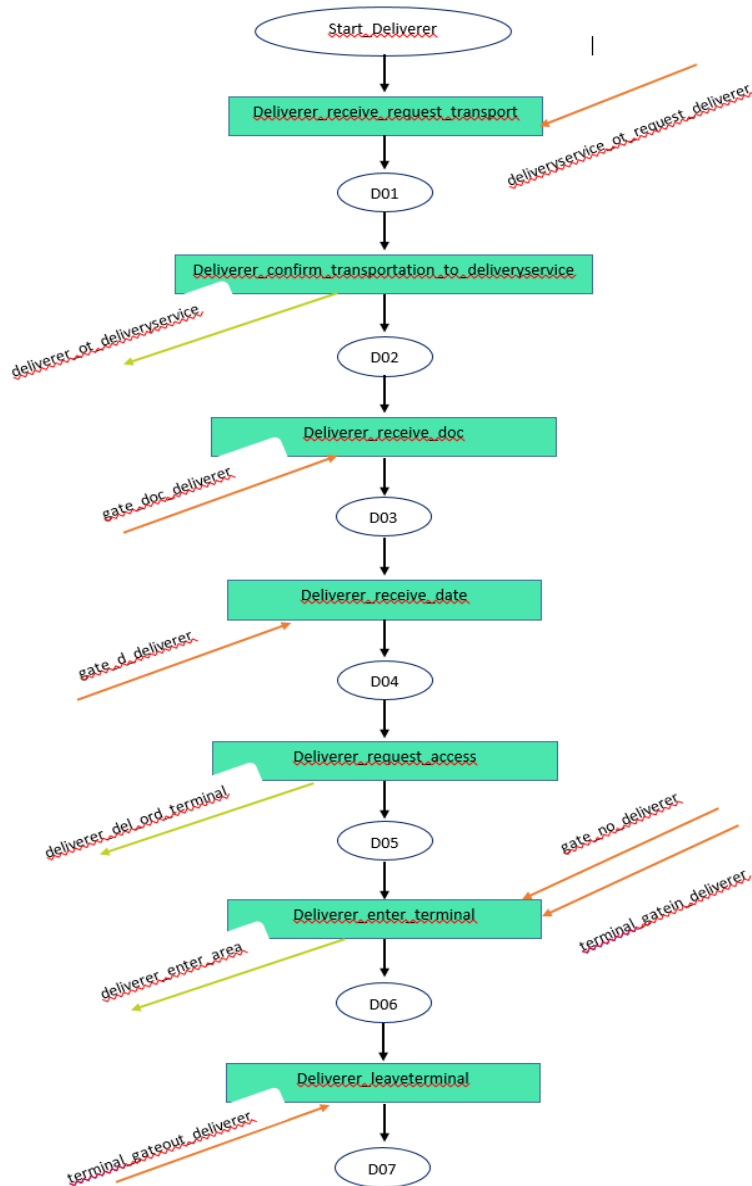 Start_Deliverer
Deliverer_receive_request_transport
deliveryservice_ot_request_deliverer
D01
Deliverer_confirm_transportation_to_deliveryservice
deliverer_ot_deliveryservice
D02
Deliverer_receive_doc
gate_doc_deliverer
D03
Deliverer_receive_date
gate_d_deliverer
D04
Deliverer_request_access
deliverer_del_ord_terminal
D05
gate_no_deliverer
Deliverer_enter_terminal
terminal_gatein_deliverer
deliverer_enter_area
D06
Deliverer_leaveterminal
terminal_gateout_deliverer
D07